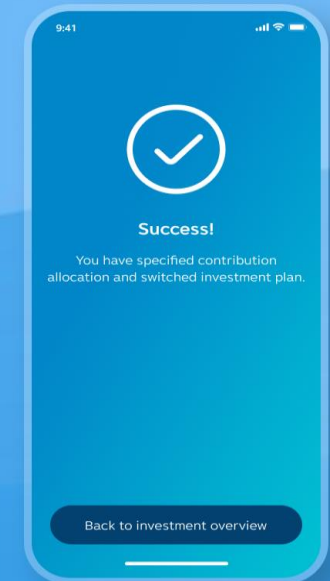 9:41
Success!
You have specified contribution
allocation and switched investment plan.
Back to investment overview